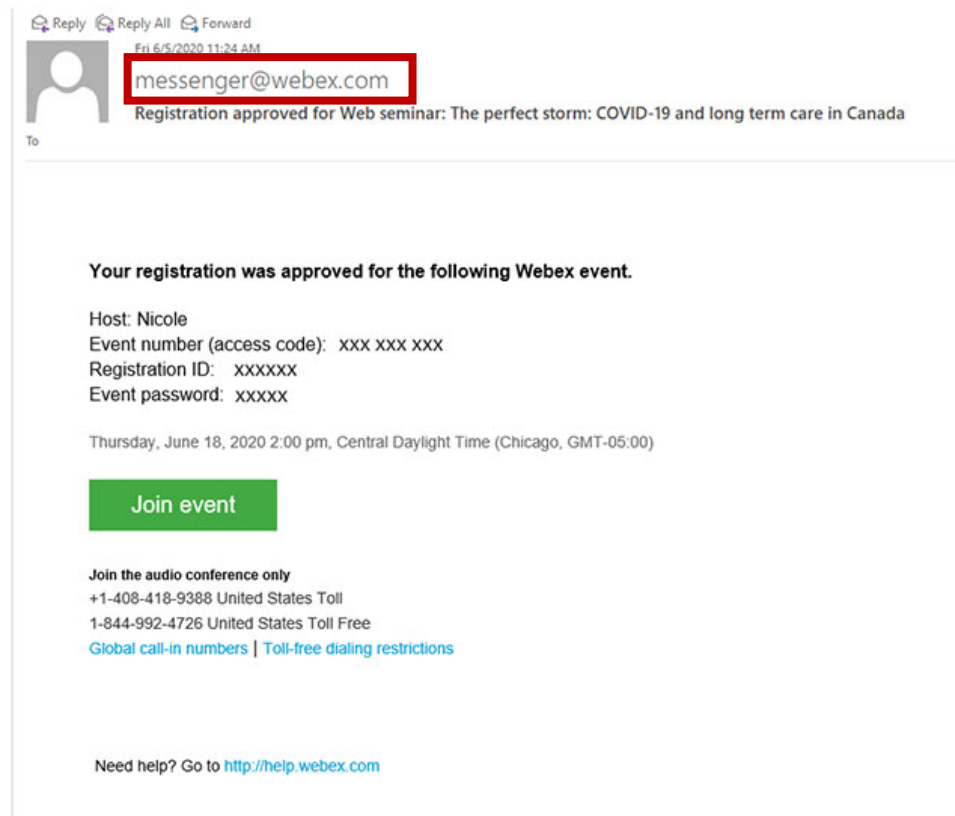 Reply Reply All Forward
Fri 6/5/2020 11:24 AM
messenger@webex.com
Registration approved for Web seminar: The perfect storm: COVID-19 and long term care in Canada
To
Your registration was approved for the following Webex event.
Host: Nicole
Event number (access code): xxx xxx xxx
Registration ID: xxxxxx
Event password: xxxxx
Thursday, June 18, 2020 2:00 pm, Central Daylight Time (Chicago, GMT-05:00)
Join event
Join the audio conference only
+1-408-418-9388 United States Toll
1-844-992-4726 United States Toll Free
Global call-in numbers | Toll-free dialing restrictions
Need help? Go to http://help.webex.com